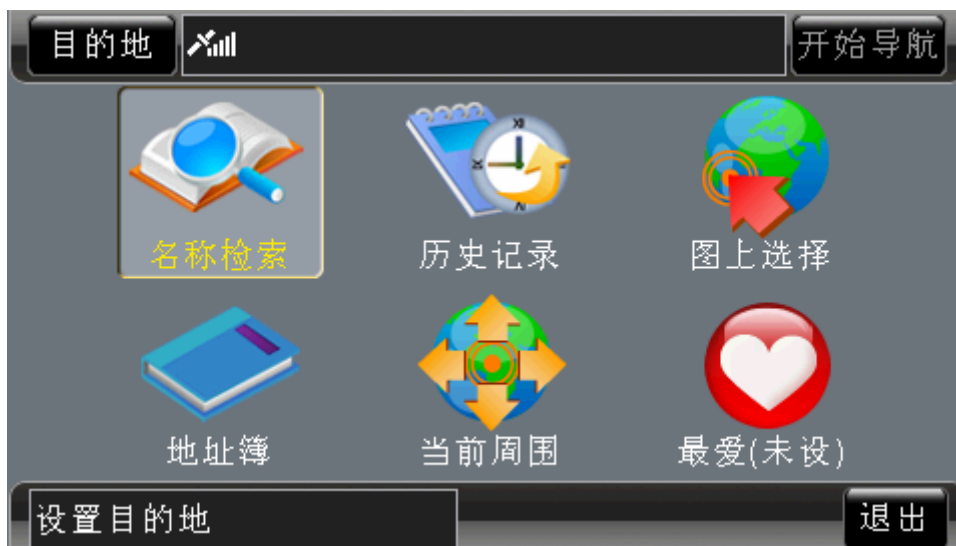 目的地 开始导航
名称检索 历史记录 图上选择
地址簿 当前周围 最爱(未设)
设置目的地 退出